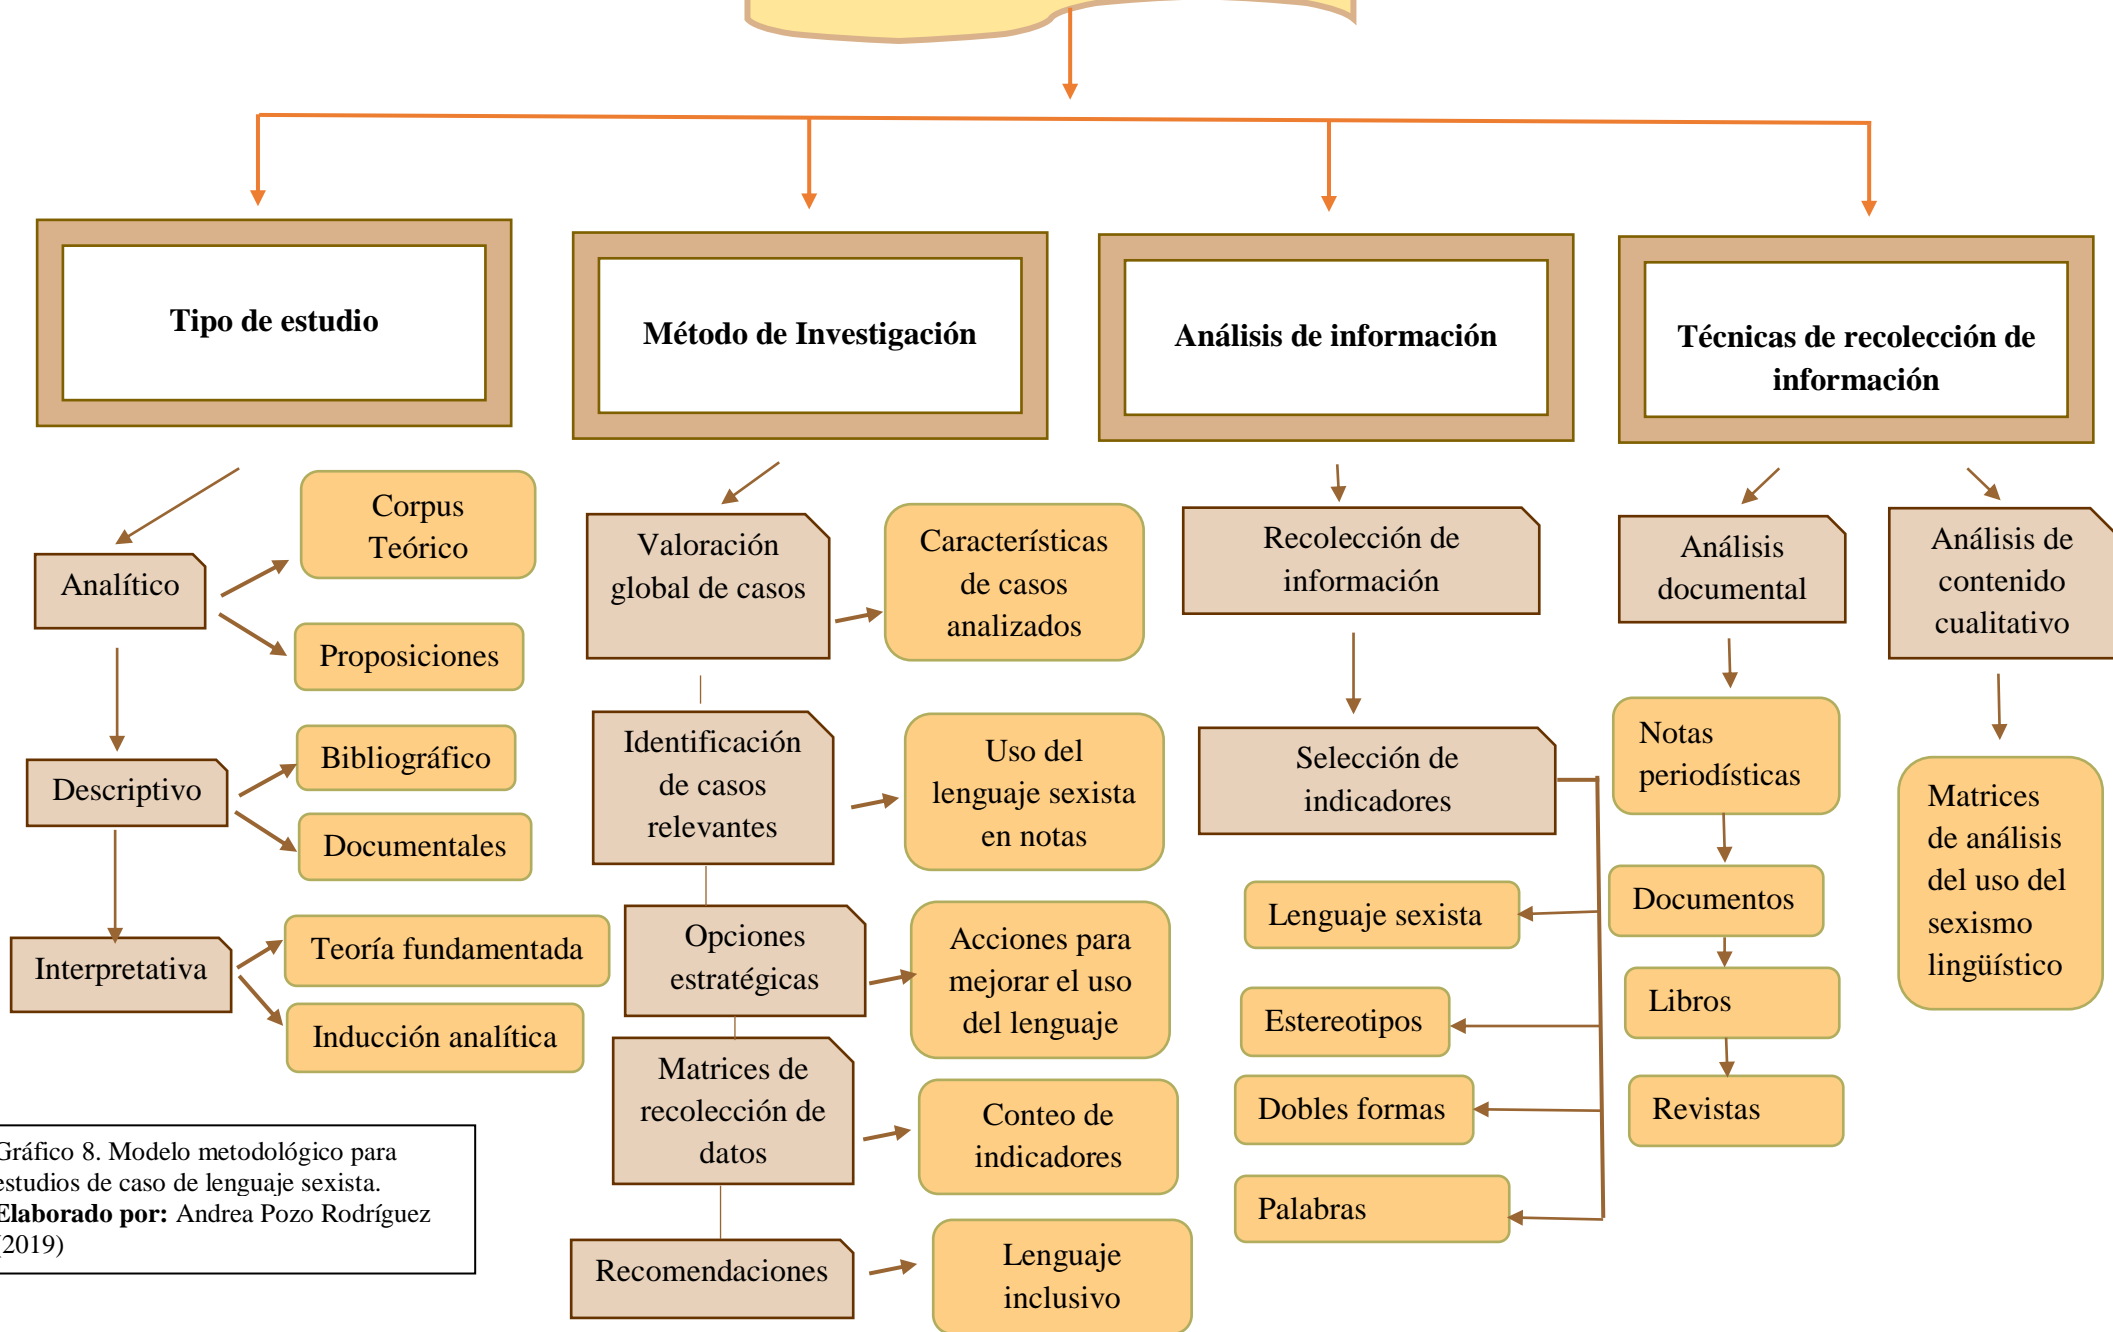 Tipo de estudio
Método de Investigación
Análisis de información
Técnicas de recolección de
información
Corpus
Teórico
Analítico
Proposiciones
Bibliográfico
Descriptivo
Documentales
Teoría fundamentada
Interpretativa
Inducción analítica
Valoración
global de casos
Características
de casos
analizados
Identificación
de casos
relevantes
Uso del
lenguaje sexista
en notas
Opciones
estratégicas
Acciones para
mejorar el uso
del lenguaje
Matrices de
recolección de
datos
Conteo de
indicadores
Recomendaciones
Lenguaje
inclusivo
Recolección de
información
Selección de
indicadores
Lenguaje sexista
Estereotipos
Dobles formas
Palabras
Análisis
documental
Notas
periodísticas
Documentos
Libros
Revistas
Análisis de
contenido
cualitativo
Matrices
de análisis
del uso del
sexismo
lingüístico
Gráfico 8. Modelo metodológico para
estudios de caso de lenguaje sexista.
Elaborado por: Andrea Pozo Rodríguez
(2019)